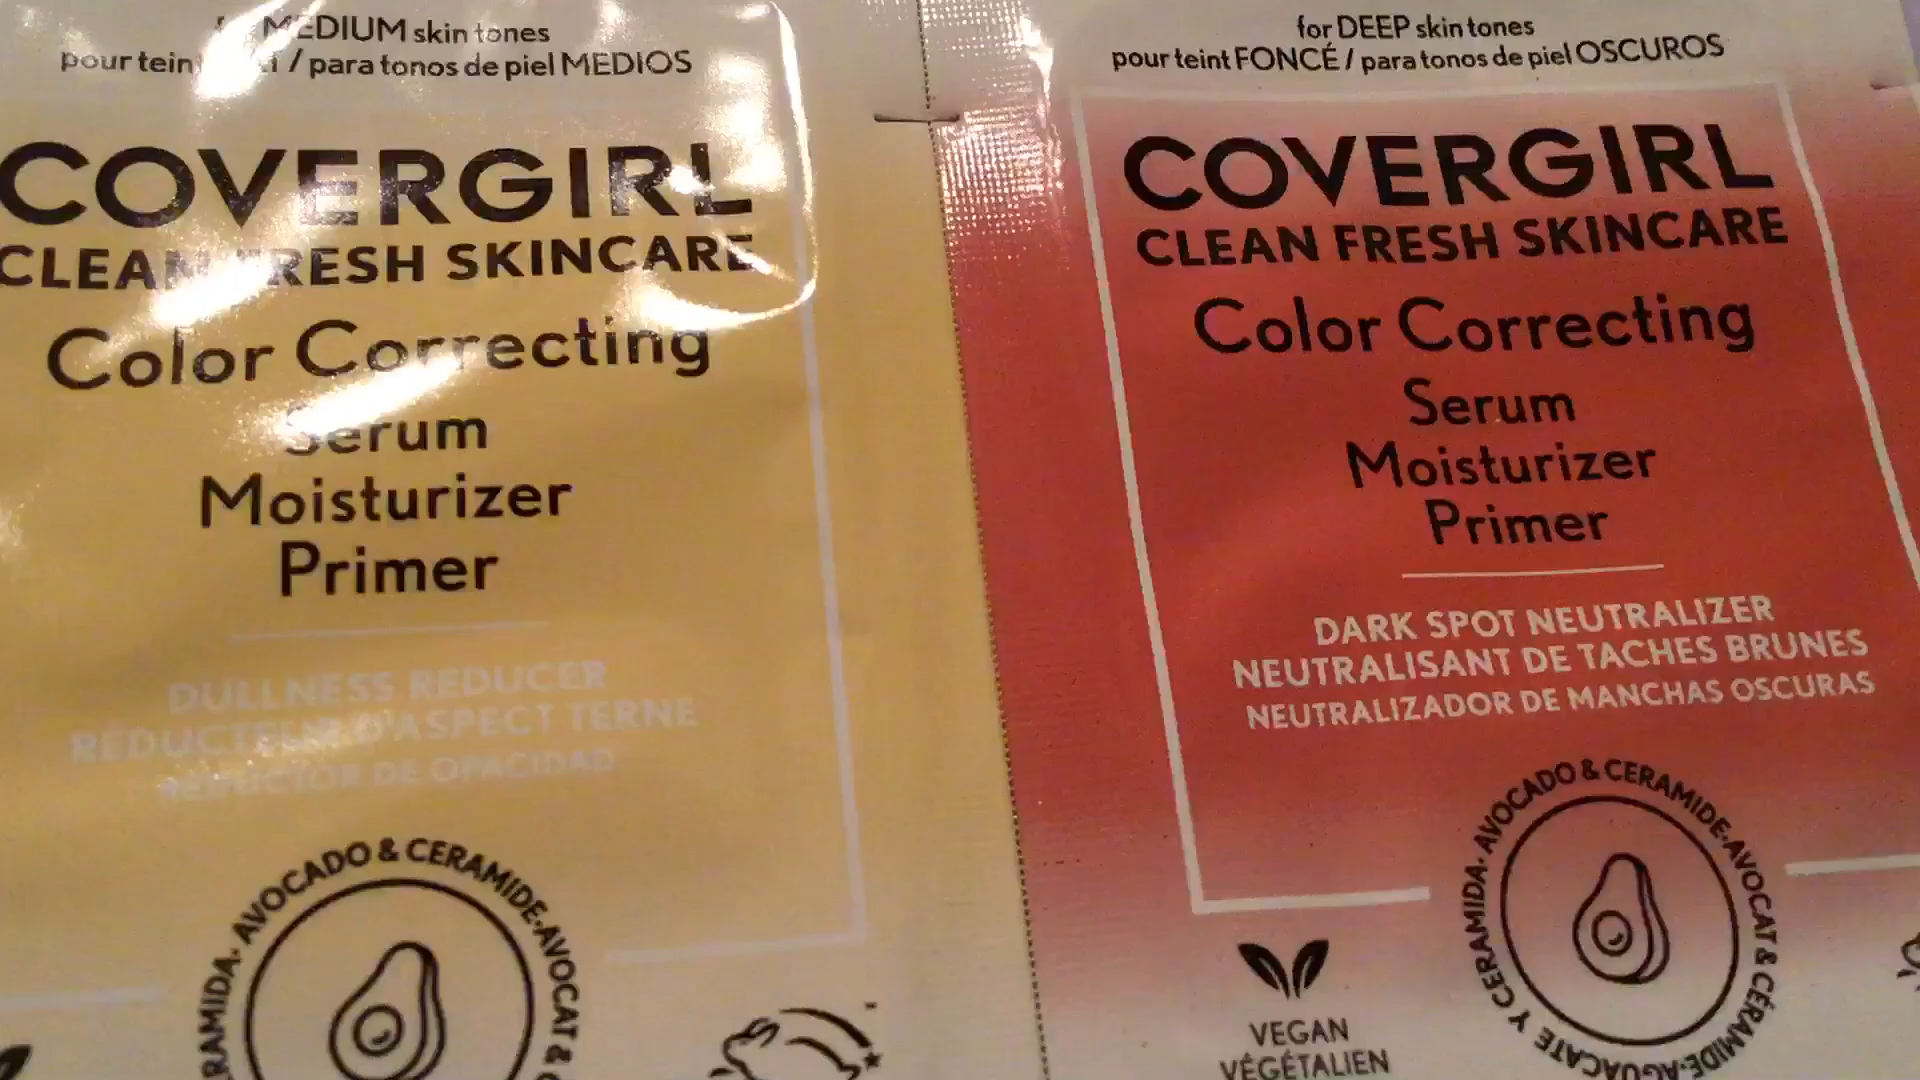 MEDIUM skin tones
pour teint / para tonos de piel MEDIOS
COVERGIRL
CLEAN FRESH SKINCARE
Color Correcting
Serum
Moisturizer
Primer
DULLNESS REDUCER
RÉDUCTEUR D'ASPECT TERNE
REDUCTOR DE OPACIDAD
AVOCADO & CERAMIDE · AVOCAT &
for DEEP skin tones
pour teint FONCÉ / para tonos de piel OSCUROS
COVERGIRL
CLEAN FRESH SKINCARE
Color Correcting
Serum
Moisturizer
Primer
DARK SPOT NEUTRALIZER
NEUTRALISANT DE TACHES BRUNES
NEUTRALIZADOR DE MANCHAS OSCURAS
AVOCADO & CERAMIDE · AVOCAT & CÉRAMIDE · AGUACATE Y CERAMIDA ·
VEGAN
VÉGÉTALIEN